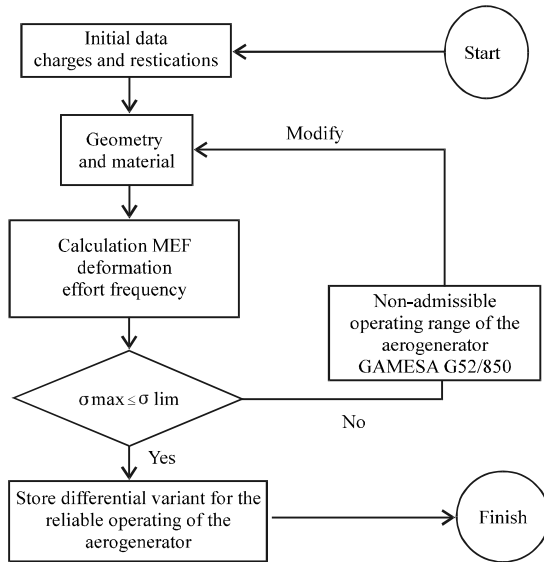 Initial data
charges and restications
Start
Geometry
and material
Modify
Calculation MEF
deformation
effort frequency
Non-admissible
operating range of the
aerogenerator
GAMESA G52/850
σ max ≤ σ lim
No
Yes
Store differential variant for the
reliable operating of the
aerogenerator
Finish